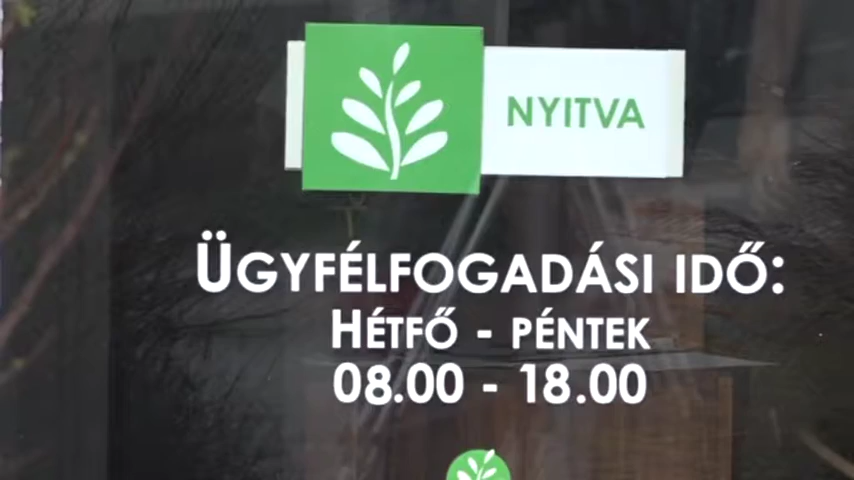 NYITVA
ÜGYFÉLFOGADÁSI IDŐ:
HÉTFŐ - PÉNTEK
08.00 - 18.00